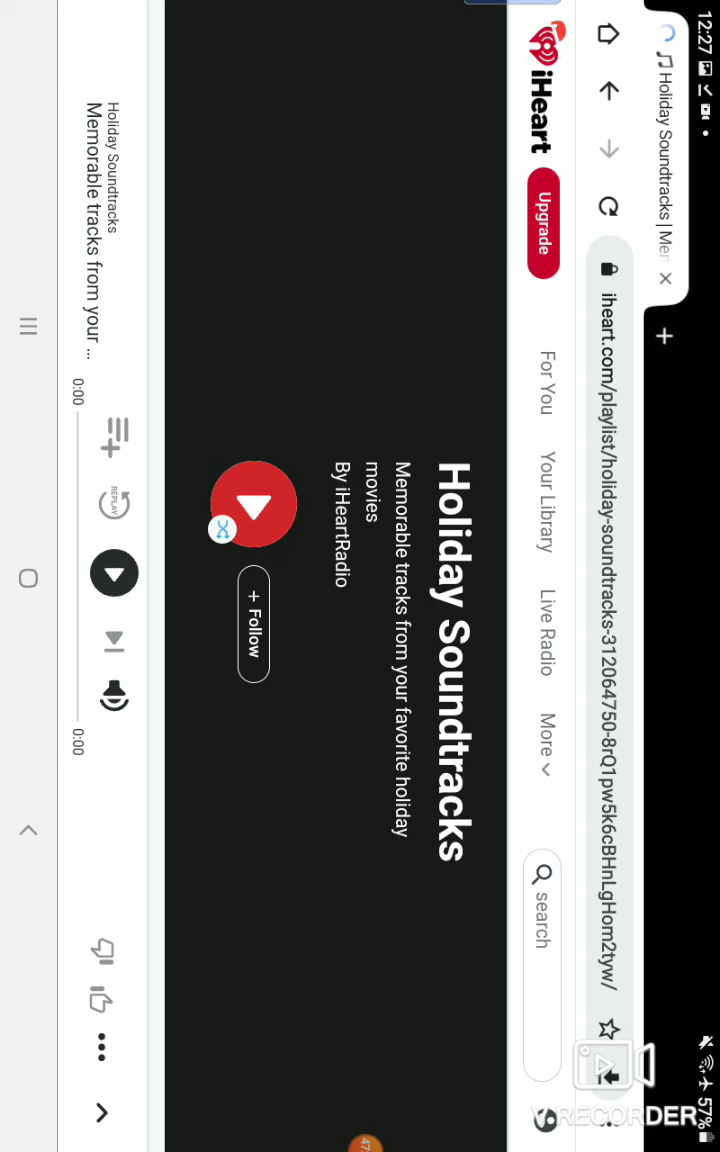 12:27
57%
Holiday Soundtracks | Mem
iheart.com/playlist/holiday-soundtracks-312064750-8rQ1pw5k6cBHnLgHom2tyw/
iHeart
Upgrade
For You
Your Library
Live Radio
More
search
RECORDER
Holiday Soundtracks
Memorable tracks from your favorite holiday
movies
By iHeartRadio
+ Follow
47
Holiday Soundtracks
Memorable tracks from your ...
REPLAY
0:00
0:00